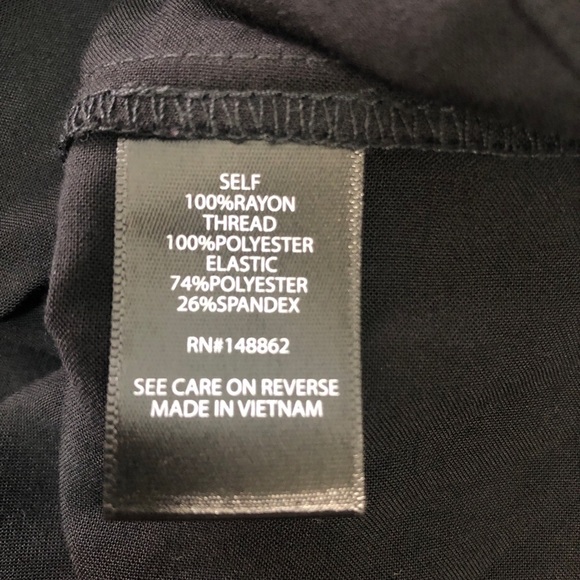 SELF
100%RAYON
THREAD
100%POLYESTER
ELASTIC
74%POLYESTER
26%SPANDEX
RN#148862
SEE CARE ON REVERSE
MADE IN VIETNAM